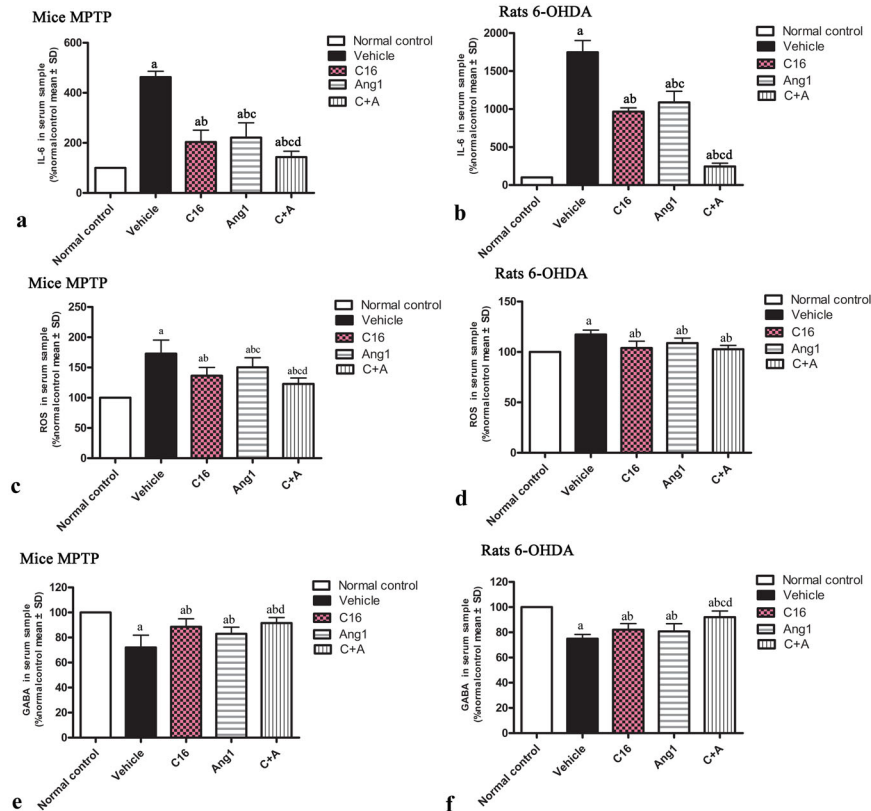 Mice MPTP
IL-6 in serum sample
(%normalcontrol mean ± SD)
600
400
200
0
a
ab
abc
abcd
Normal control
Vehicle
C16
Ang1
C+A
Normal control
Vehicle
C16
Ang1
C+A
a
Rats 6-OHDA
IL-6 in serum sample
(%normalcontrol mean ± SD)
2000
1500
1000
500
0
a
ab
abc
abcd
Normal control
Vehicle
C16
Ang1
C+A
Normal control
Vehicle
C16
Ang1
C+A
b
Mice MPTP
ROS in serum sample
(%normalcontrol mean ± SD)
250
200
150
100
50
0
a
ab
abc
abcd
Normal control
Vehicle
C16
Ang1
C+A
Normal control
Vehicle
C16
Ang1
C+A
c
Rats 6-OHDA
ROS in serum sample
(%normalcontrol mean ± SD)
150
100
50
0
a
ab
ab
ab
Normal control
Vehicle
C16
Ang1
C+A
Normal control
Vehicle
C16
Ang1
C+A
d
Mice MPTP
GABA in serum sample
(%normalcontrol mean ± SD)
120
100
80
60
40
20
0
a
ab
ab
abd
Normal control
Vehicle
C16
Ang1
C+A
Normal control
Vehicle
C16
Ang1
C+A
e
Rats 6-OHDA
GABA in serum sample
(%normalcontrol mean ± SD)
120
100
80
60
40
20
0
a
ab
ab
abcd
Normal control
Vehicle
C16
Ang1
C+A
Normal control
Vehicle
C16
Ang1
C+A
f